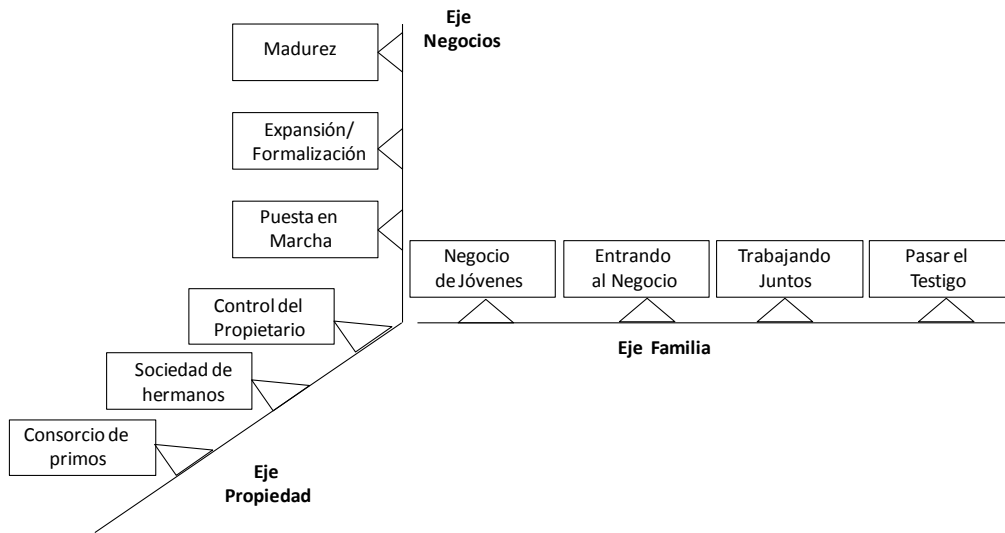 Eje
Negocios
Madurez
Expansión/
Formalización
Puesta en
Marcha
Negocio
de Jóvenes
Entrando
al Negocio
Trabajando
Juntos
Pasar el
Testigo
Control del
Propietario
Eje Familia
Sociedad de
hermanos
Consorcio de
primos
Eje
Propiedad